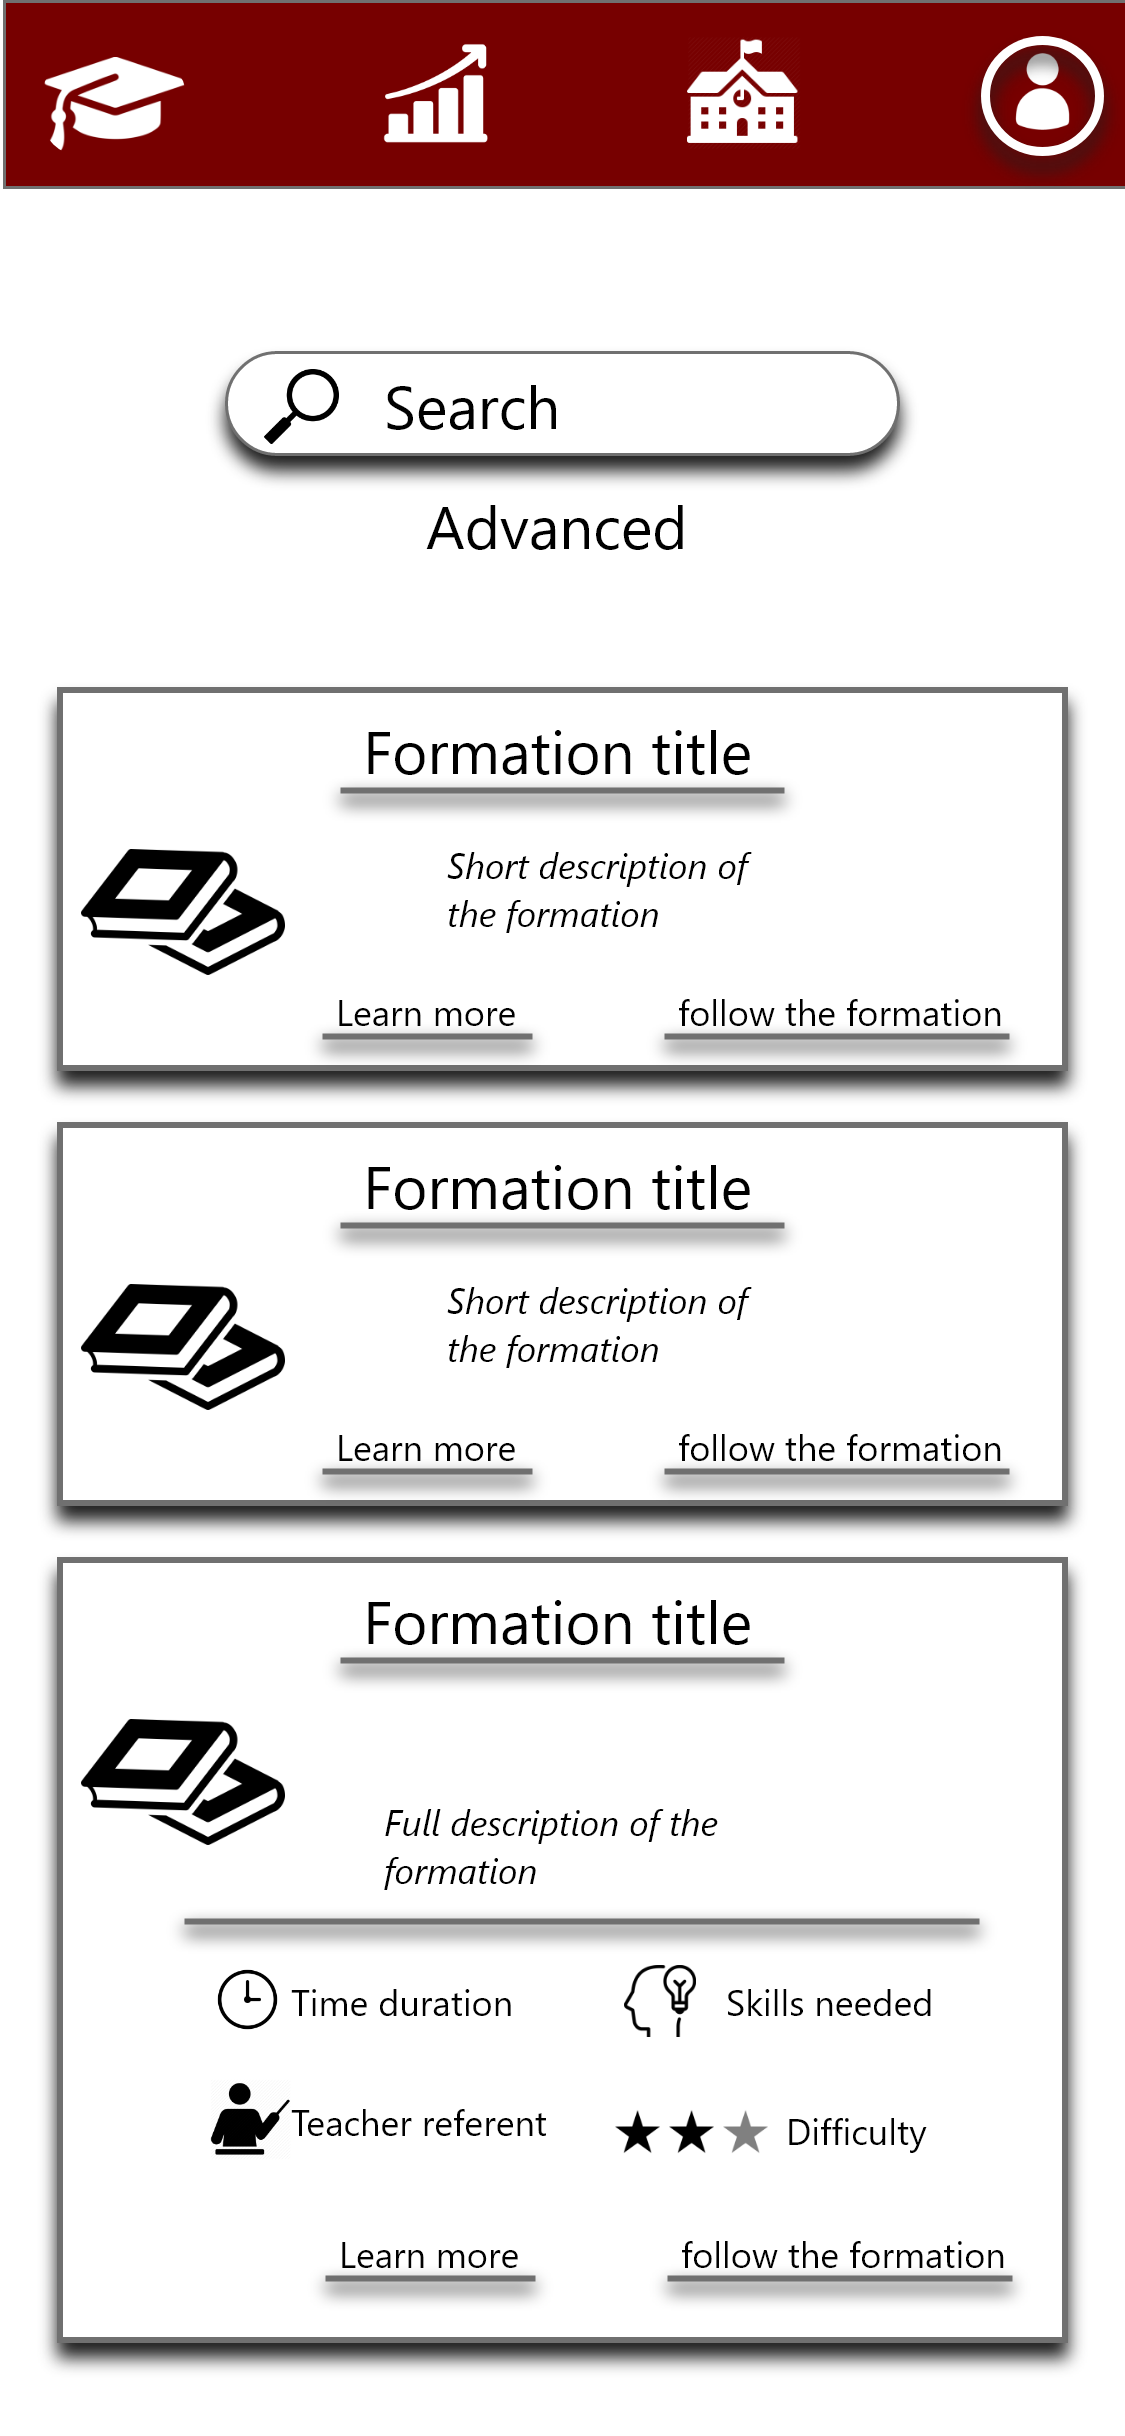 Search
Advanced
Formation title
Short description of
the formation
Learn more follow the formation
Formation title
Short description of
the formation
Learn more follow the formation
Formation title
Full description of the
formation
Time duration Skills needed
Teacher referent Difficulty
Learn more follow the formation